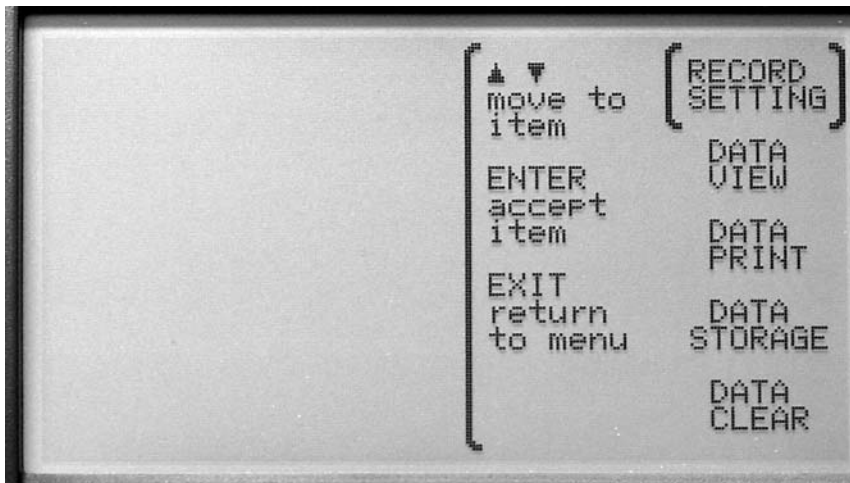 ▲ ▼
move to
item
ENTER
accept
item
EXIT
return
to menu
RECORD
SETTING
DATA
VIEW
DATA
PRINT
DATA
STORAGE
DATA
CLEAR